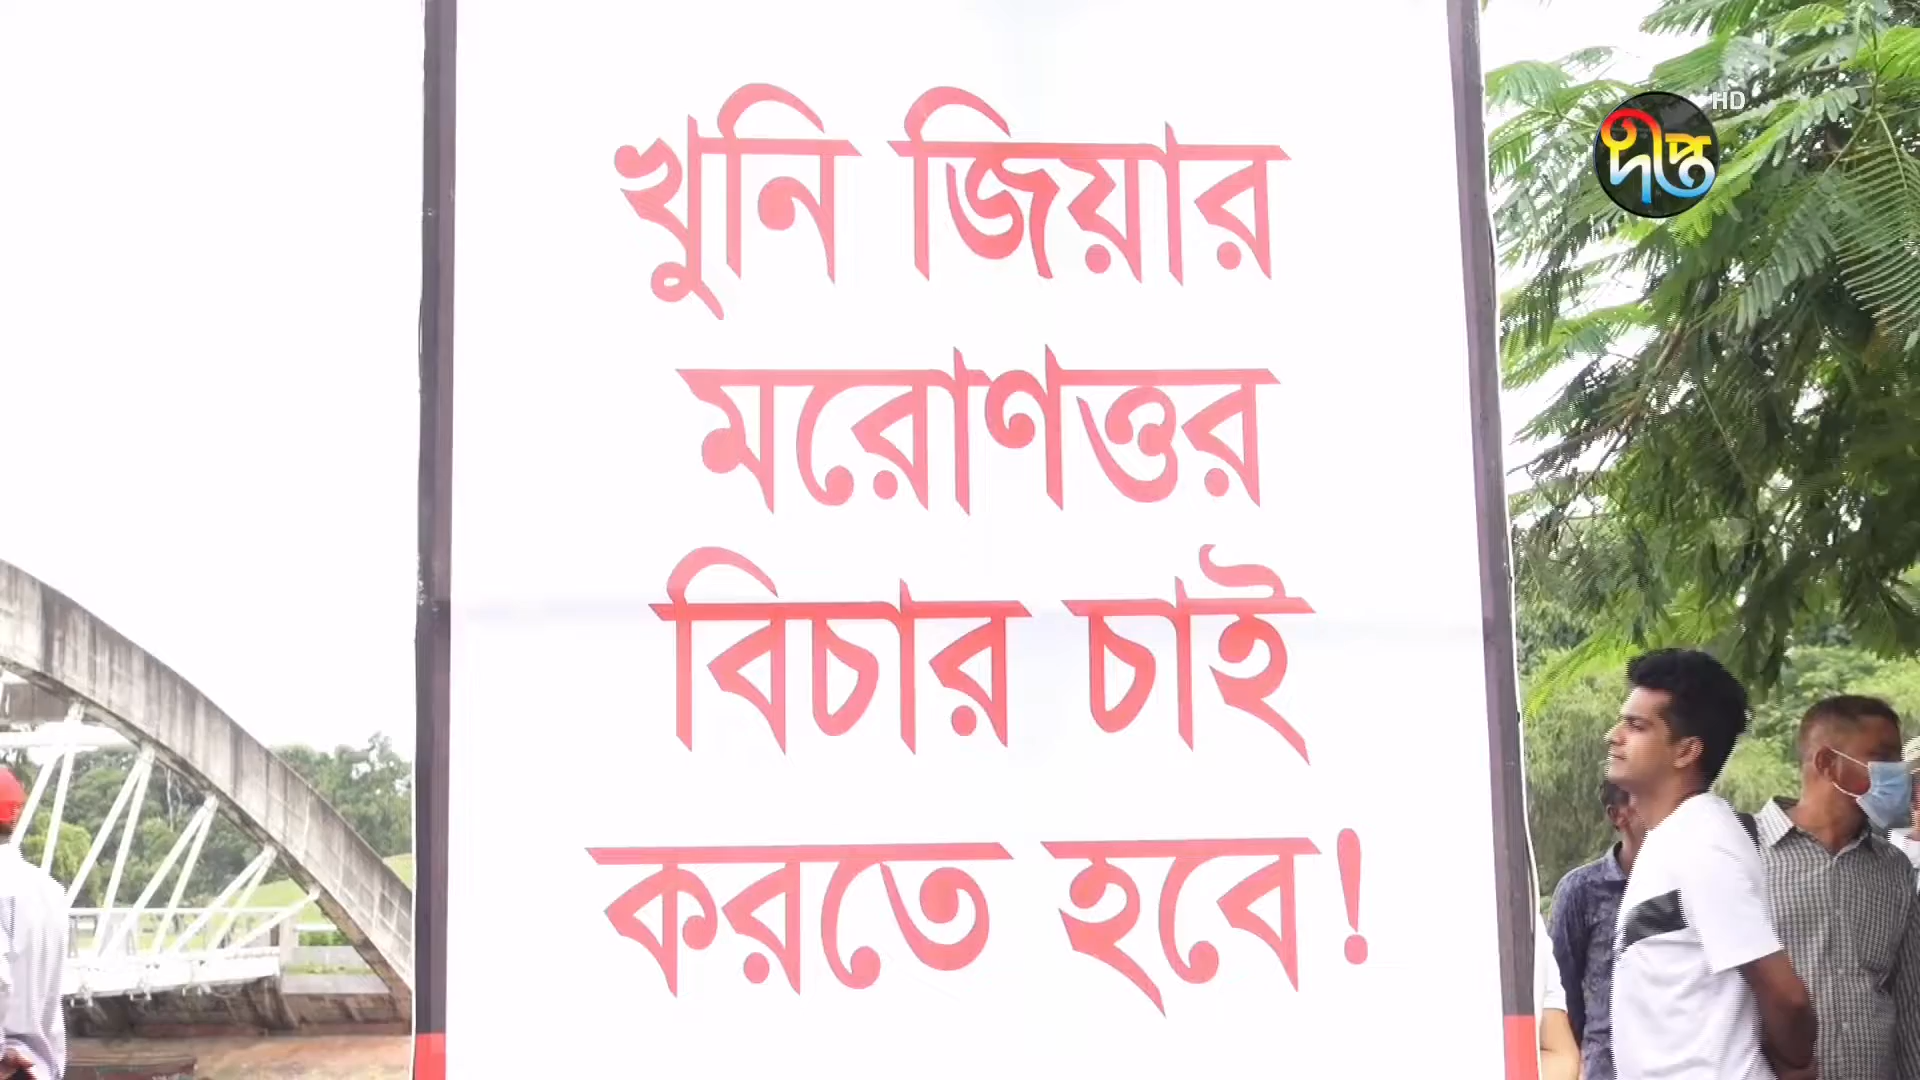 খুনি জিয়ার
মরোণত্তর
বিচার চাই
করতে হবে!
দীপ্ত HD